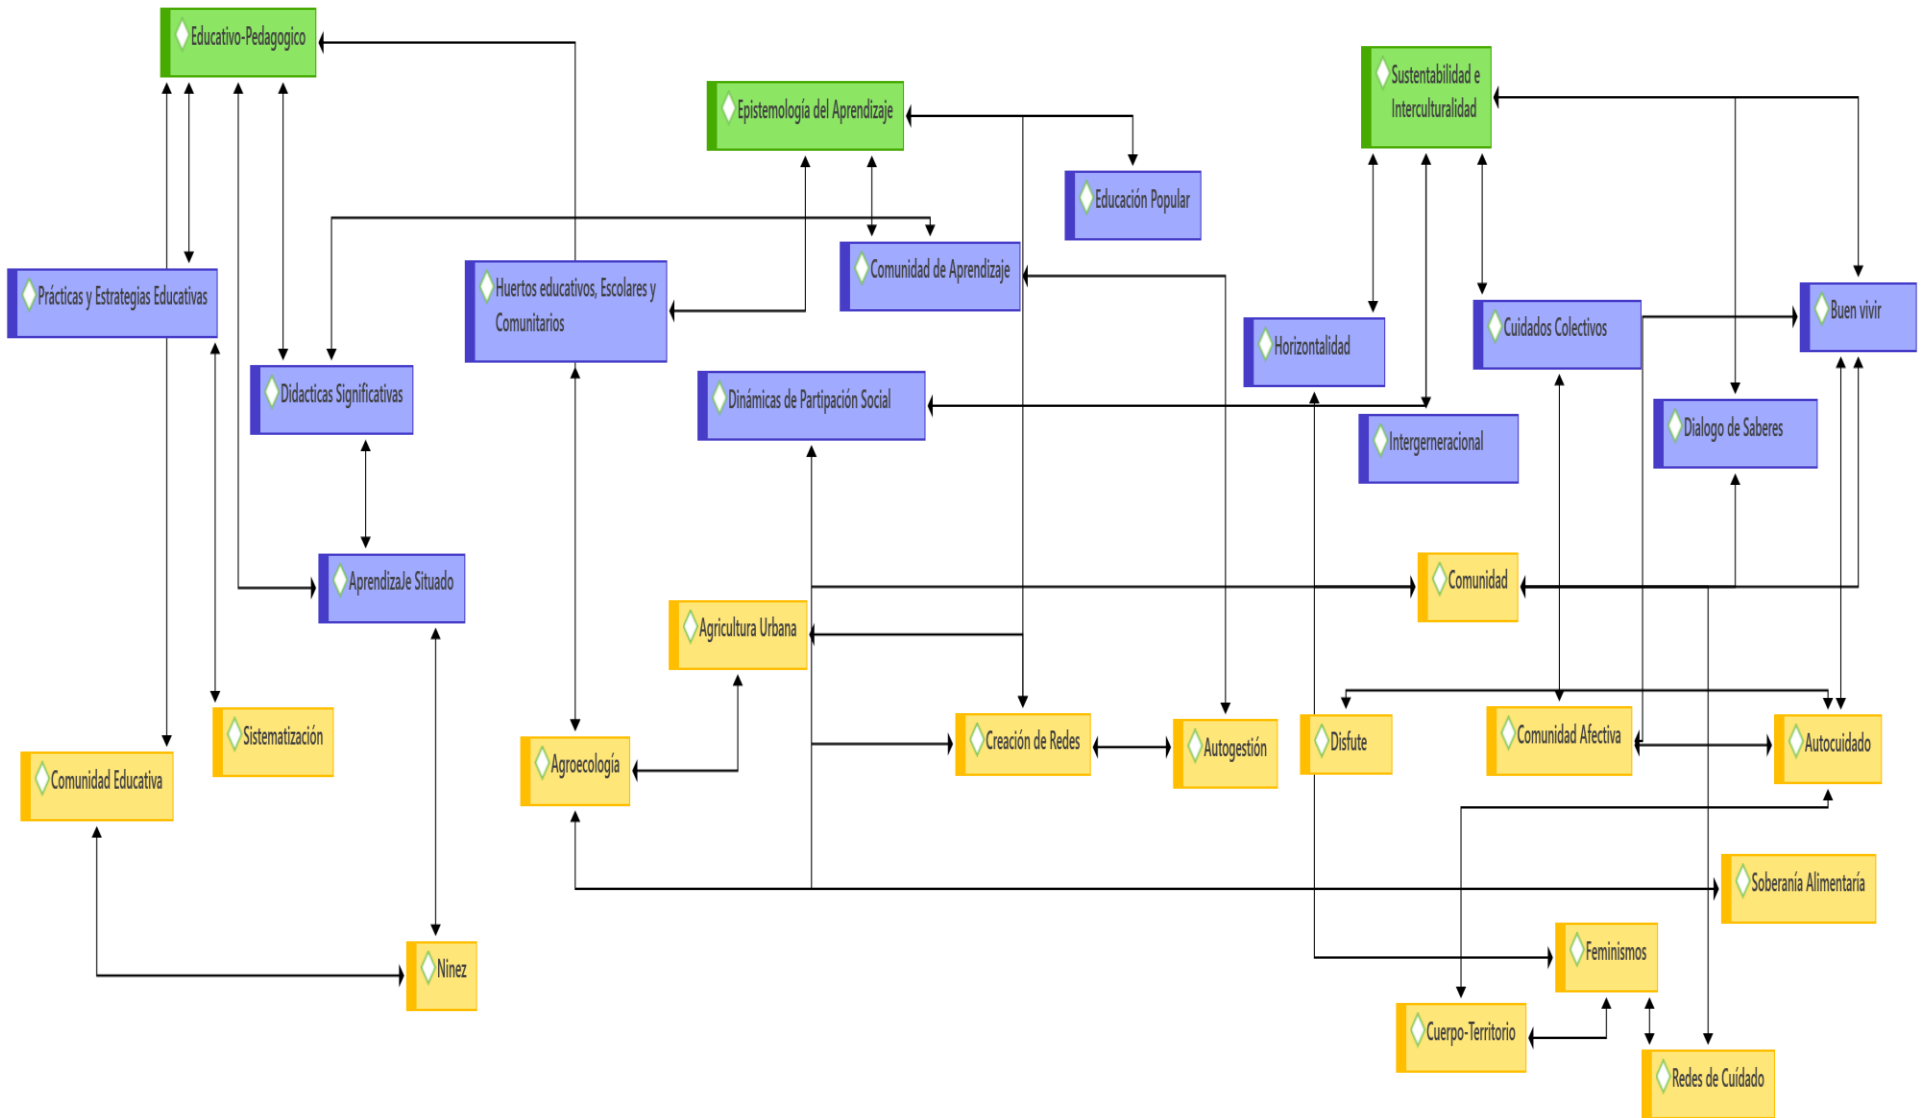 Educativo-Pedagogico
Epistemología del Aprendizaje
Sustentabilidad e
Interculturalidad
Educación Popular
Prácticas y Estrategias Educativas
Huertos educativos, Escolares y
Comunitarios
Comunidad de Aprendizaje
Horizontalidad
Cuidados Colectivos
Buen vivir
Didacticas Significativas
Dinámicas de Partipación Social
Intergerneracional
Dialogo de Saberes
AprendizaJe Situado
Comunidad
Agricultura Urbana
Sistematización
Comunidad Educativa
Agroecología
Creación de Redes
Autogestión
Disfute
Comunidad Afectiva
Autocuidado
Soberanía Alimentaría
Ninez
Feminismos
Cuerpo-Territorio
Redes de Cuídado